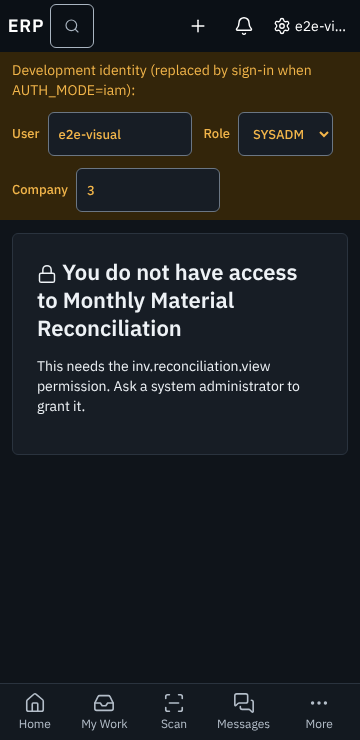 ERP
e2e-vi...
Development identity (replaced by sign-in when
AUTH_MODE=iam):
User e2e-visual Role SYSADM
Company 3
You do not have access
to Monthly Material
Reconciliation
This needs the inv.reconciliation.view
permission. Ask a system administrator to
grant it.
Home My Work Scan Messages More